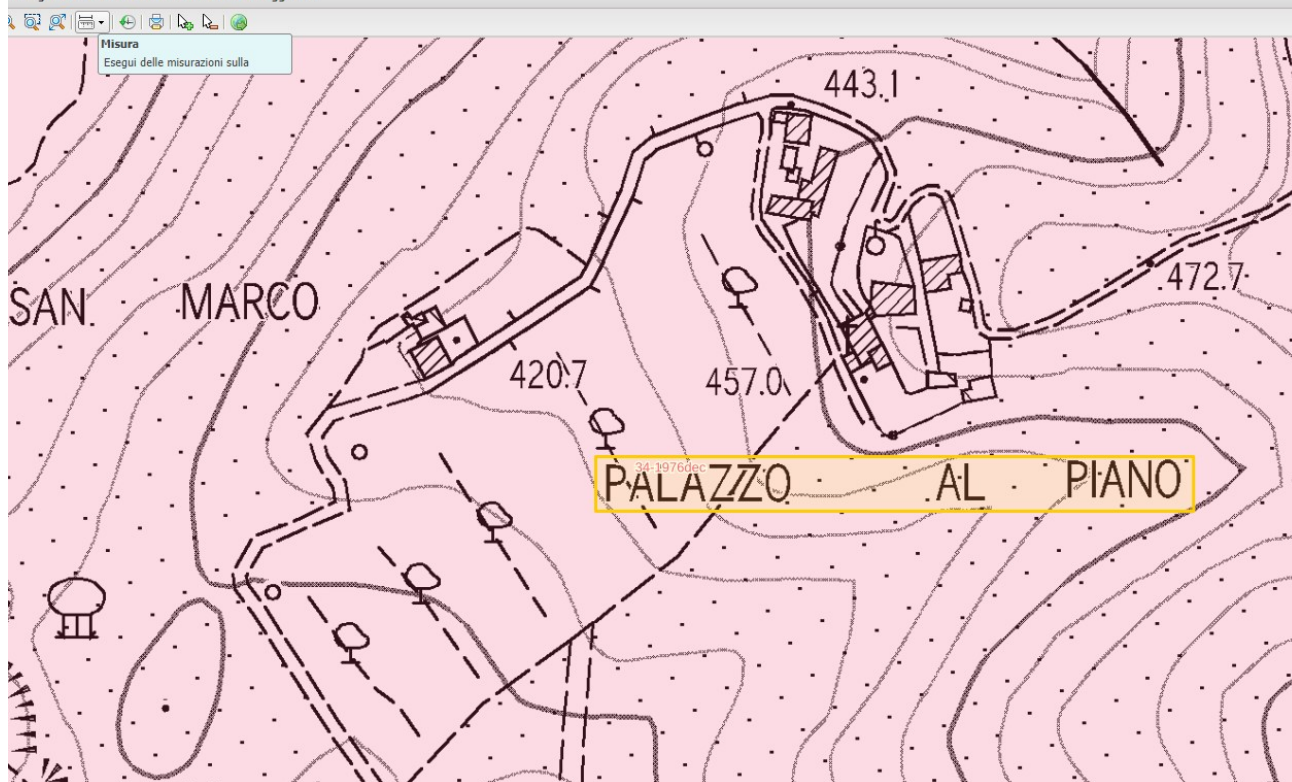 Misura
Esegui delle misurazioni sulla
443.1
472.7
SAN MARCO
420.7
457.0
34-1976dec
PALAZZO AL PIANO